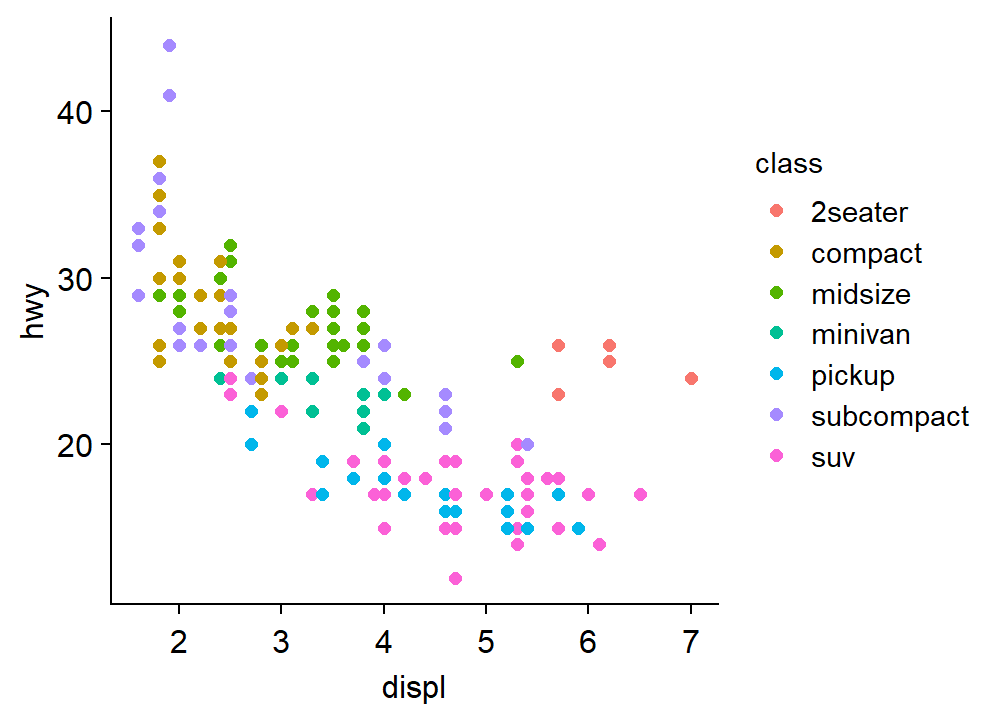 40
30
20
hwy
2
3
4
5
6
7
displ
class
2seater
compact
midsize
minivan
pickup
subcompact
suv